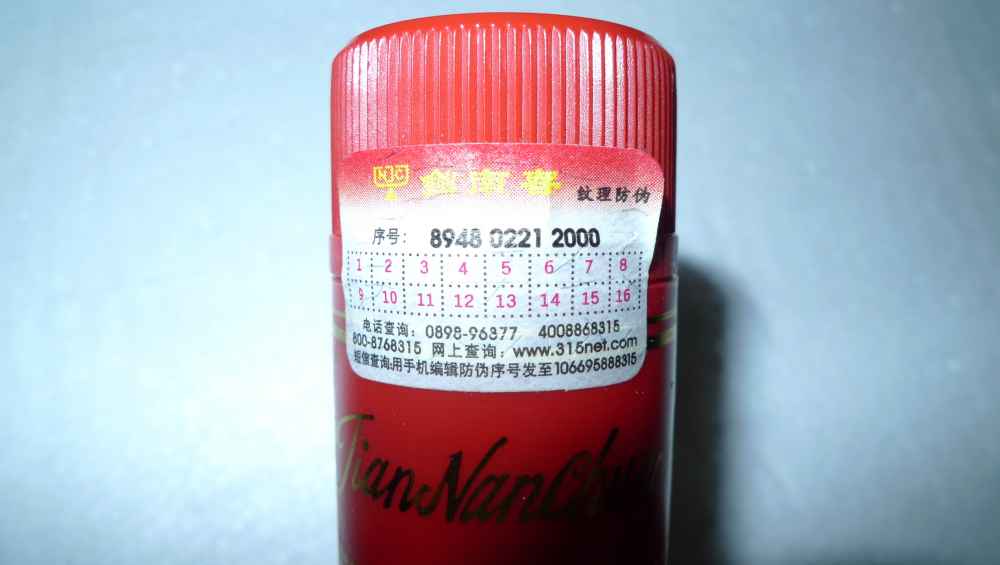 NJC 剑南春 纹理防伪
序号: 8948 0221 2000
1 2 3 4 5 6 7 8
9 10 11 12 13 14 15 16
电话查询: 0898-96377 4008868315
800-8768315 网上查询: www.315net.com
短信查询:用手机编辑防伪序号发至106695888315
JianNanChun